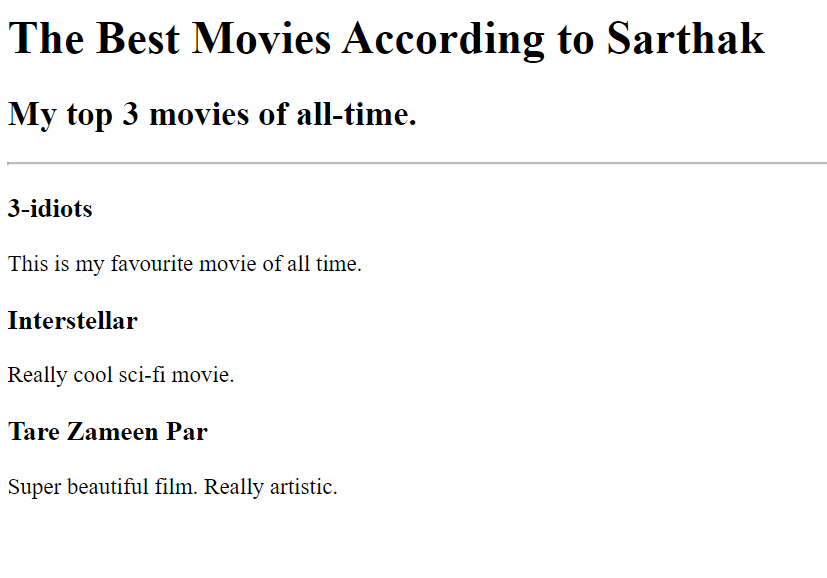 The Best Movies According to Sarthak
My top 3 movies of all-time.
3-idiots
This is my favourite movie of all time.
Interstellar
Really cool sci-fi movie.
Tare Zameen Par
Super beautiful film. Really artistic.